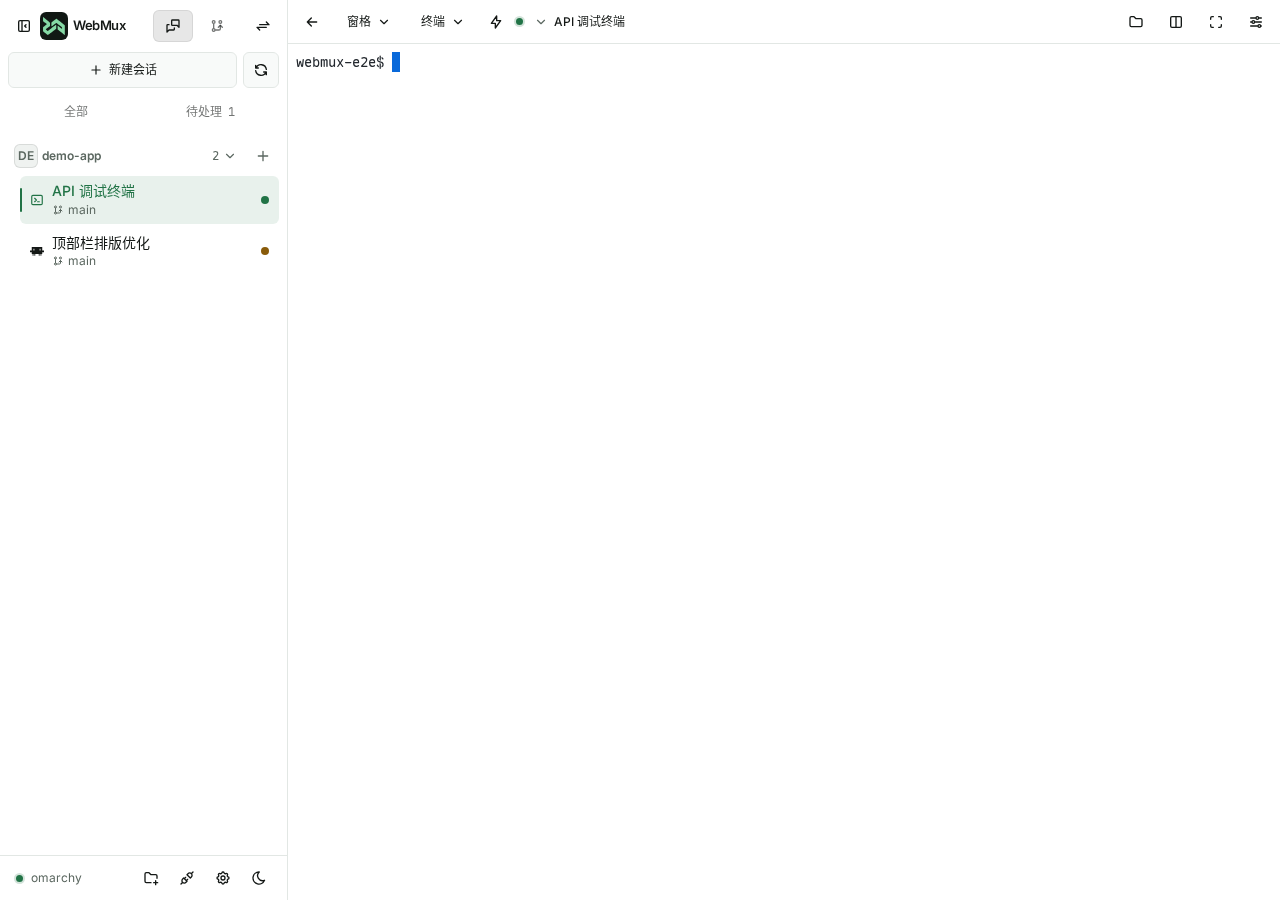 WebMux
新建会话
全部
待处理 1
DE demo-app 2
API 调试终端
main
顶部栏排版优化
main
omarchy
窗格 终端 API 调试终端
webmux-e2e$